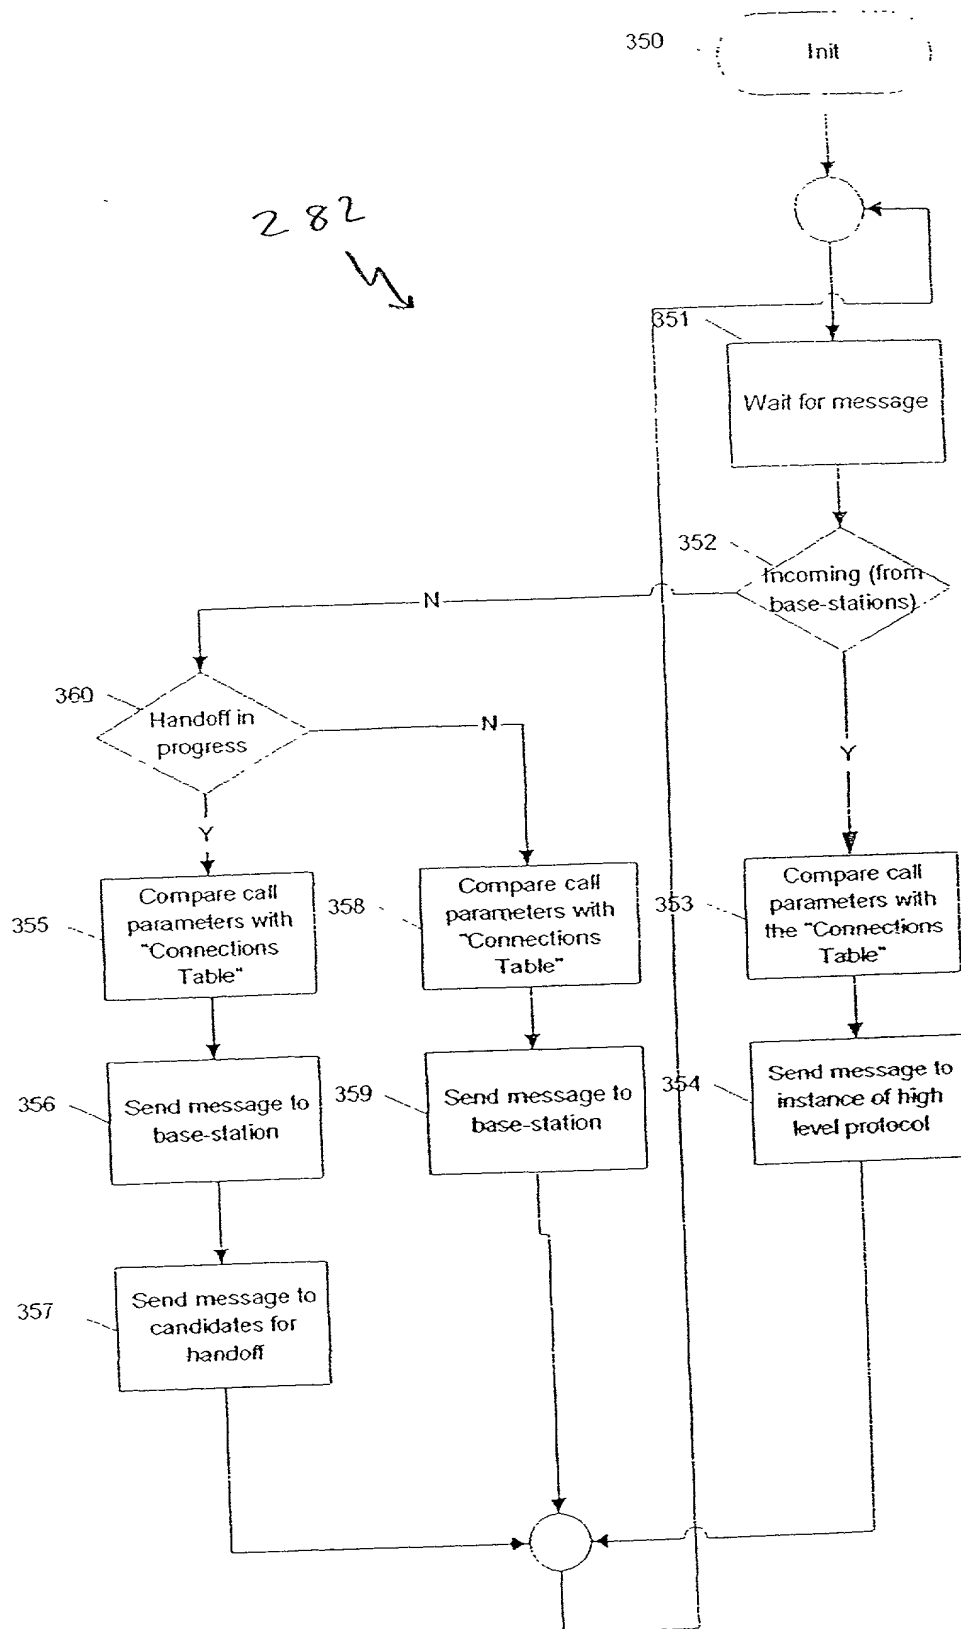 350
Init
282
351
Wait for message
352
Incoming (from
base-stations)
N
360
Handoff in
progress
N
Y
Y
355
Compare call
parameters with
"Connections
Table"
358
Compare call
parameters with
"Connections
Table"
353
Compare call
parameters with
the "Connections
Table"
356
Send message to
base-station
359
Send message to
base-station
354
Send message to
instance of high
level protocol
357
Send message to
candidates for
handoff